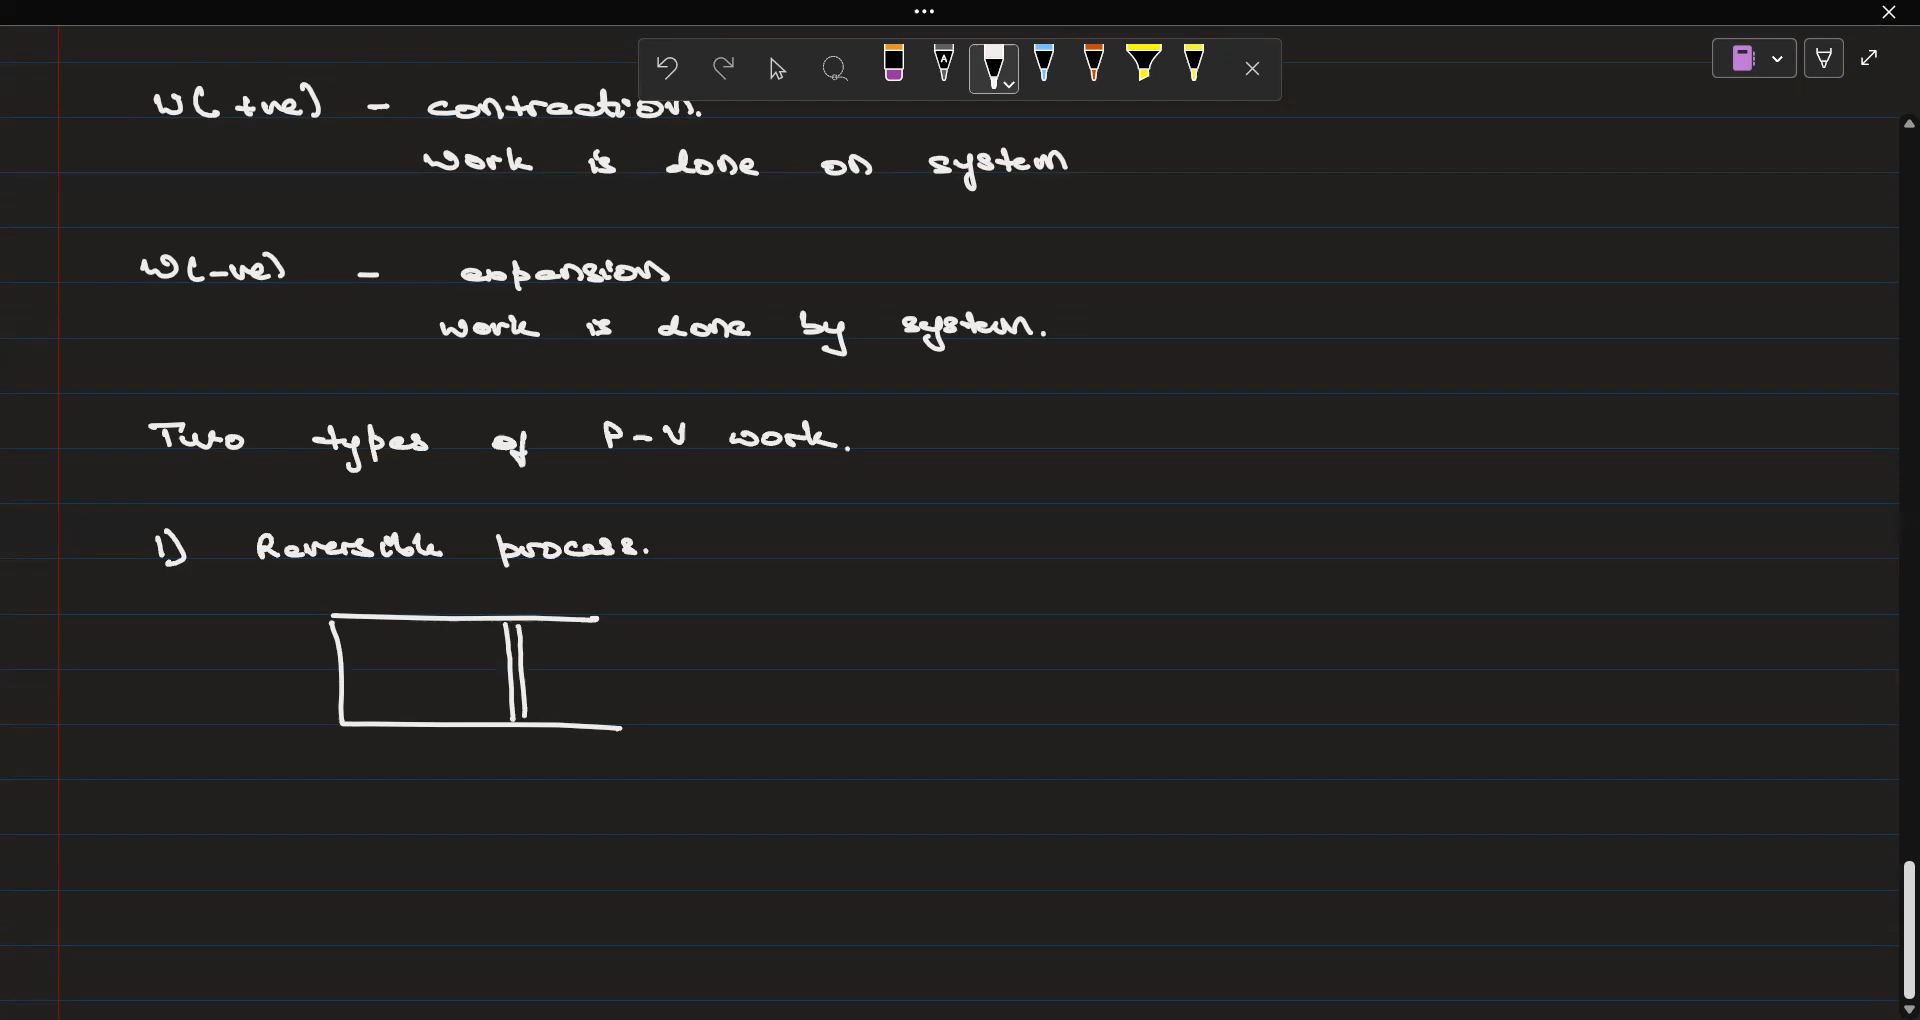 W(+ve) - contraction.
work is done on system
W(-ve) - expansion
work is done by system.
Two types of P-V work.
1) Reversible process.